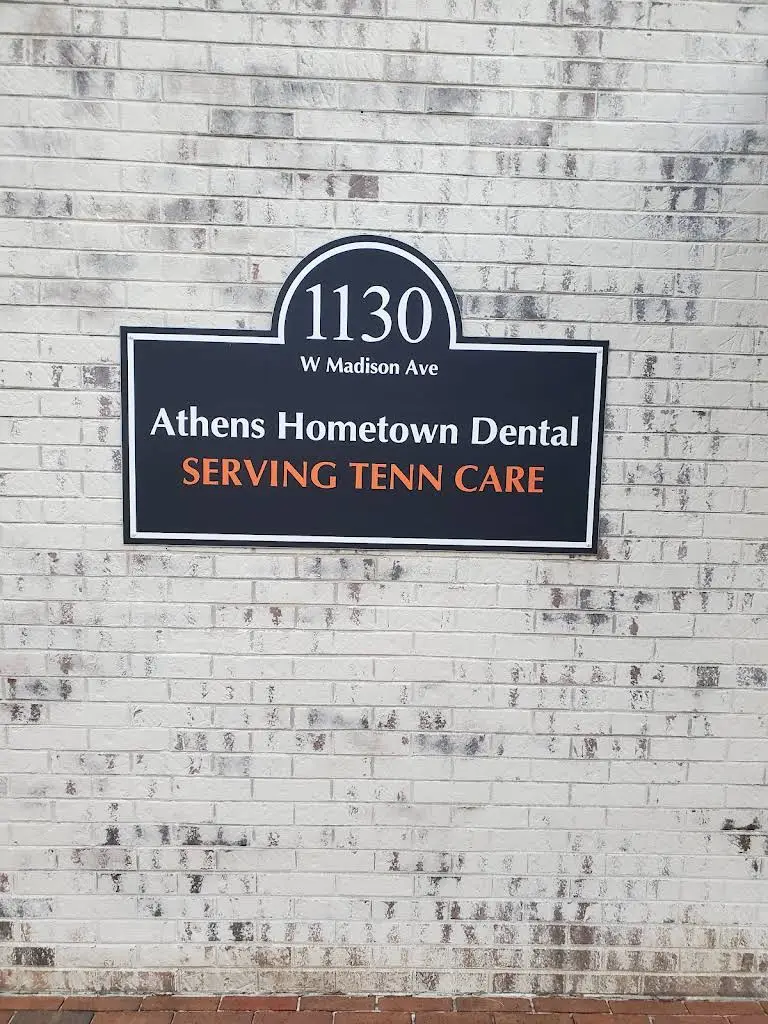 1130
W Madison Ave
Athens Hometown Dental
SERVING TENN CARE